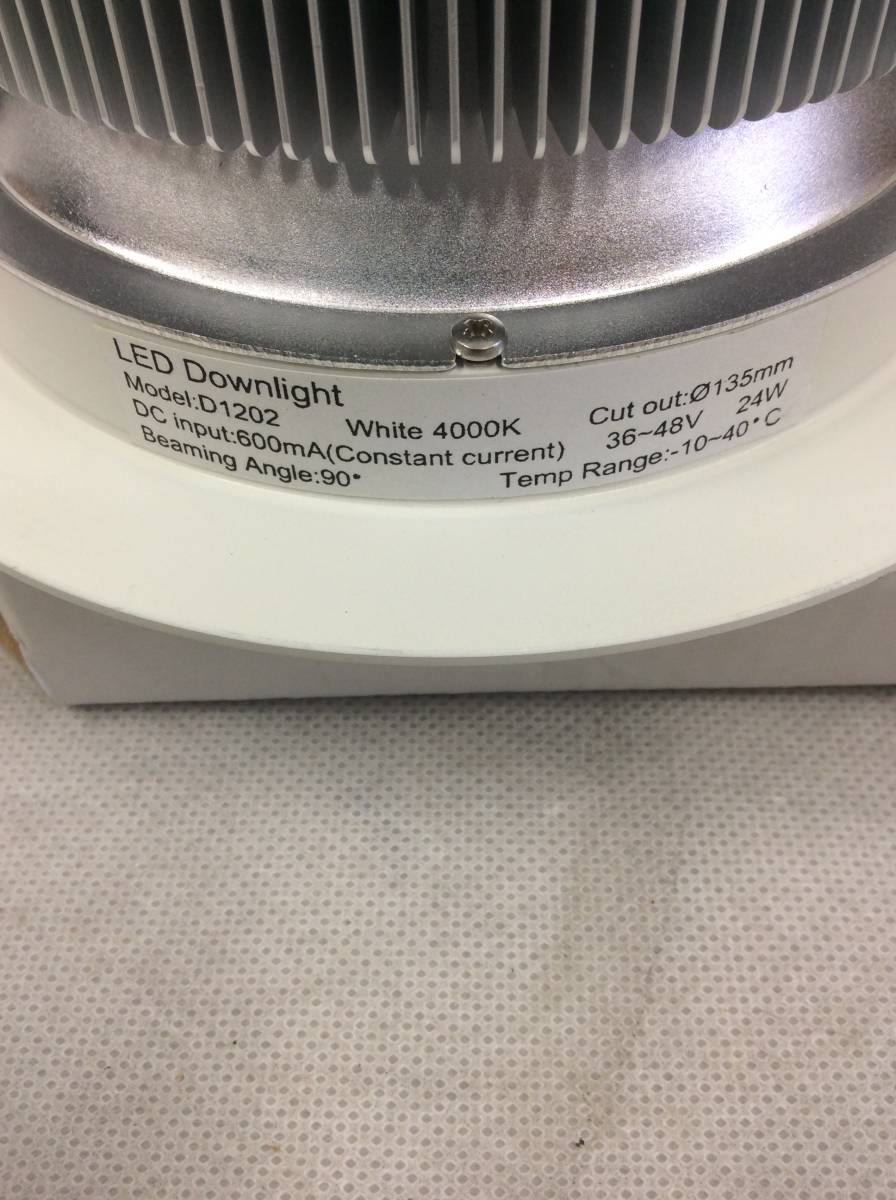 LED Downlight
Model:D1202 White 4000K Cut out:Ø135mm
DC input:600mA(Constant current) 36~48V 24W
Beaming Angle:90° Temp Range:-10~40°C